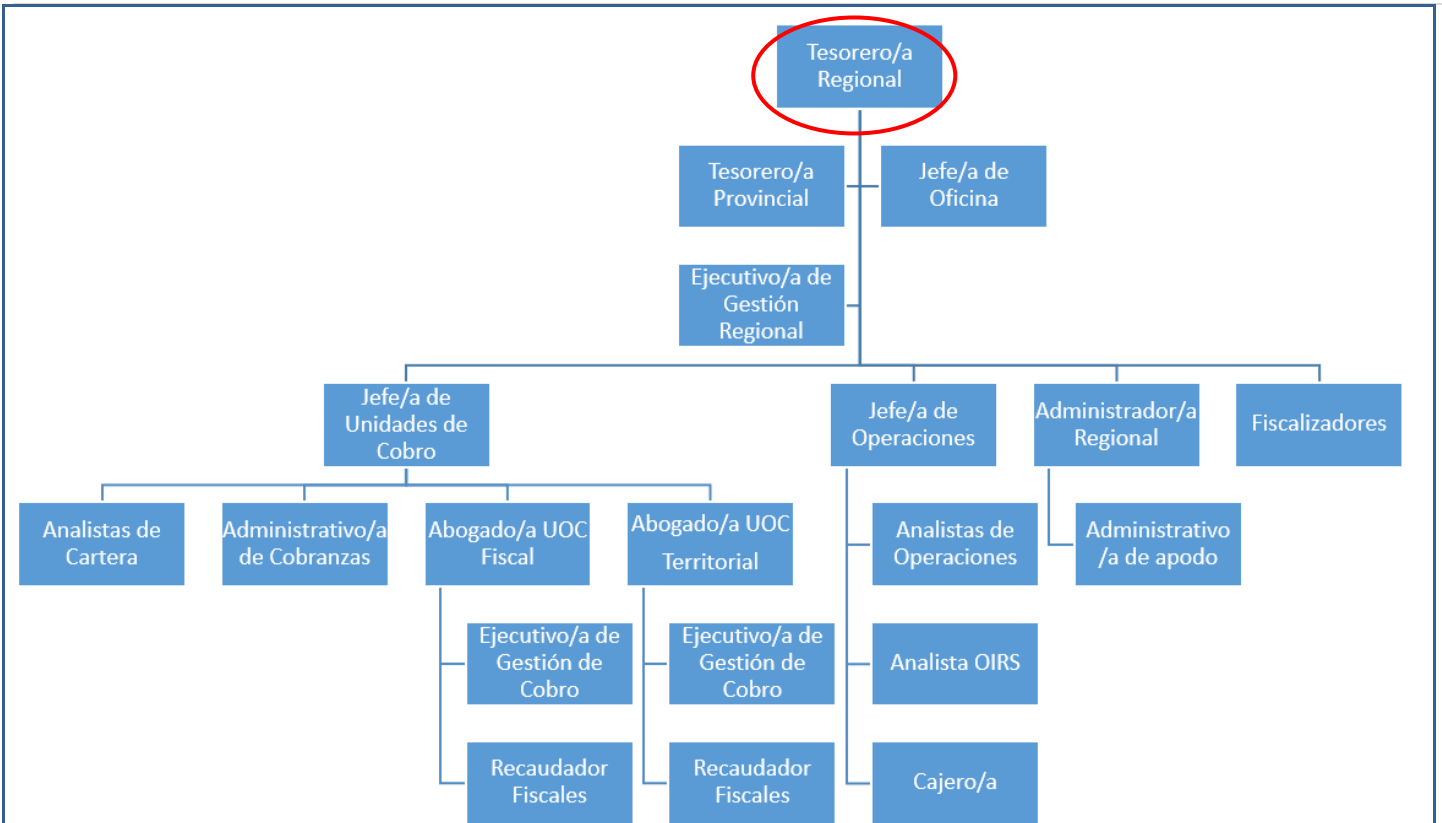 Tesorero/a
Regional
Tesorero/a
Provincial
Jefe/a de
Oficina
Ejecutivo/a de
Gestión
Regional
Jefe/a de
Unidades de
Cobro
Jefe/a de
Operaciones
Administrador/a
Regional
Fiscalizadores
Analistas de
Cartera
Administrativo/a
de Cobranzas
Abogado/a UOC
Fiscal
Abogado/a UOC
Territorial
Analistas de
Operaciones
Administrativo
/a de apodo
Ejecutivo/a de
Gestión de
Cobro
Ejecutivo/a de
Gestión de
Cobro
Analista OIRS
Recaudador
Fiscales
Recaudador
Fiscales
Cajero/a